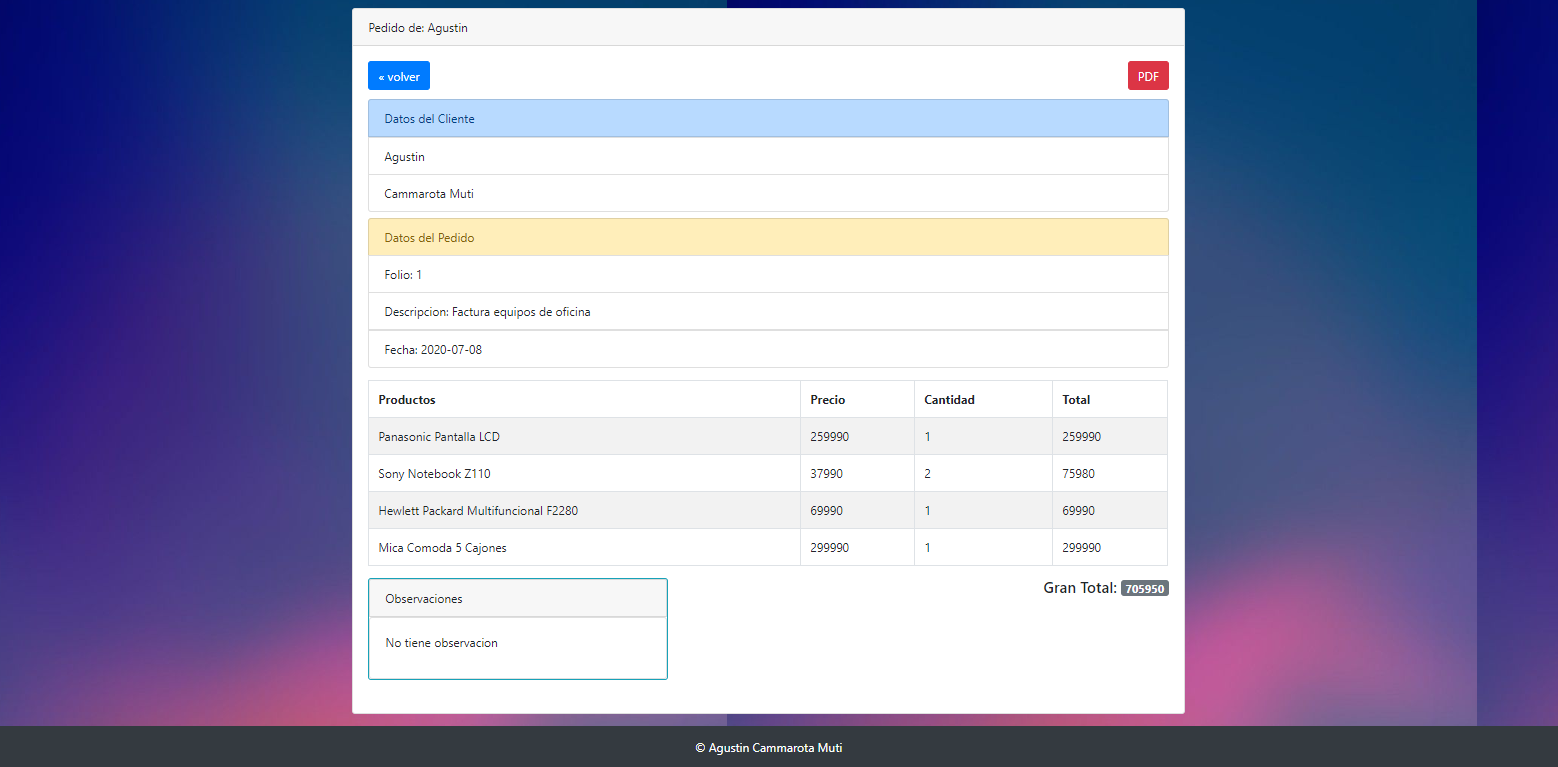 Pedido de: Agustin
« volver
PDF
Datos del Cliente
Agustin
Cammarota Muti
Datos del Pedido
Folio: 1
Descripcion: Factura equipos de oficina
Fecha: 2020-07-08
Productos Precio Cantidad Total
Panasonic Pantalla LCD 259990 1 259990
Sony Notebook Z110 37990 2 75980
Hewlett Packard Multifuncional F2280 69990 1 69990
Mica Comoda 5 Cajones 299990 1 299990
Gran Total: 705950
Observaciones
No tiene observacion
© Agustin Cammarota Muti